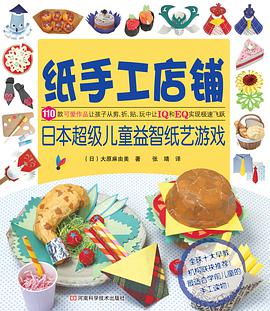 纸手工店铺
110款可爱作品让孩子从剪、折、贴、玩中让IQ和EQ实现极速飞跃
日本超级儿童益智纸艺游戏
（日）大原麻由美 著 张 婧 译
全球十大早教
机构联袂推荐！
最适合学龄儿童的
手工读物！
河南科学技术出版社